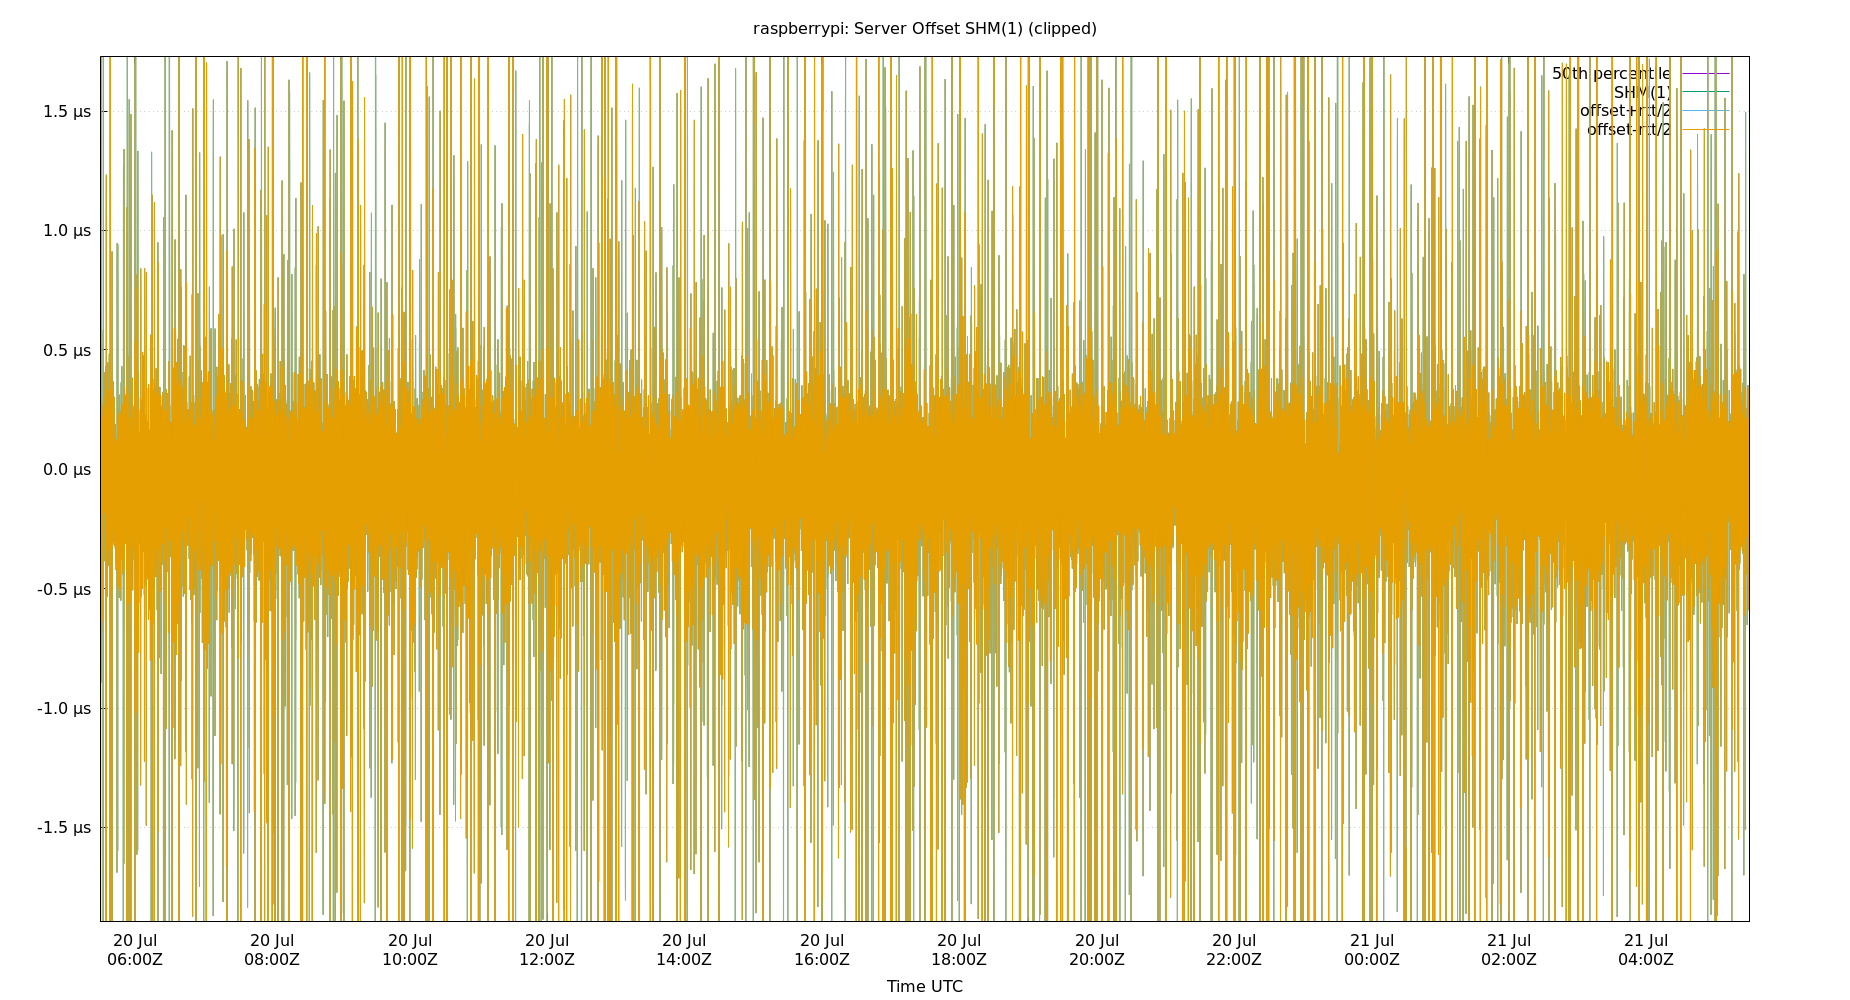 raspberrypi: Server Offset SHM(1) (clipped)
50th percentile
SHM(1)
offset+rtt/2
offset-rtt/2
1.5 µs
1.0 µs
0.5 µs
0.0 µs
-0.5 µs
-1.0 µs
-1.5 µs
20 Jul 20 Jul 20 Jul 20 Jul 20 Jul 20 Jul 20 Jul 20 Jul 20 Jul 21 Jul 21 Jul 21 Jul
06:00Z 08:00Z 10:00Z 12:00Z 14:00Z 16:00Z 18:00Z 20:00Z 22:00Z 00:00Z 02:00Z 04:00Z
Time UTC